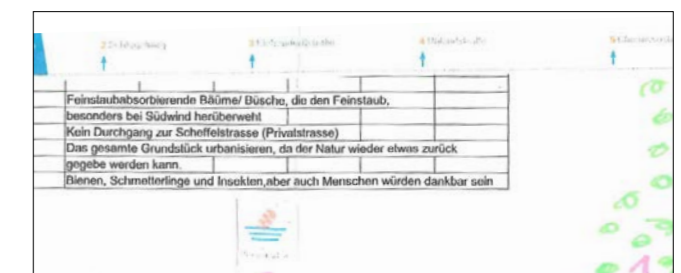 Feinstaubabsorbierende Bäume/ Büsche, die den Feinstaub,
besonders bei Südwind herüberweht
Kein Durchgang zur Scheffelstrasse (Privatstrasse)
Das gesamte Grundstück urbanisieren, da der Natur wieder etwas zurück
gegebe werden kann.
Bienen, Schmetterlinge und Insekten,aber auch Menschen würden dankbar sein